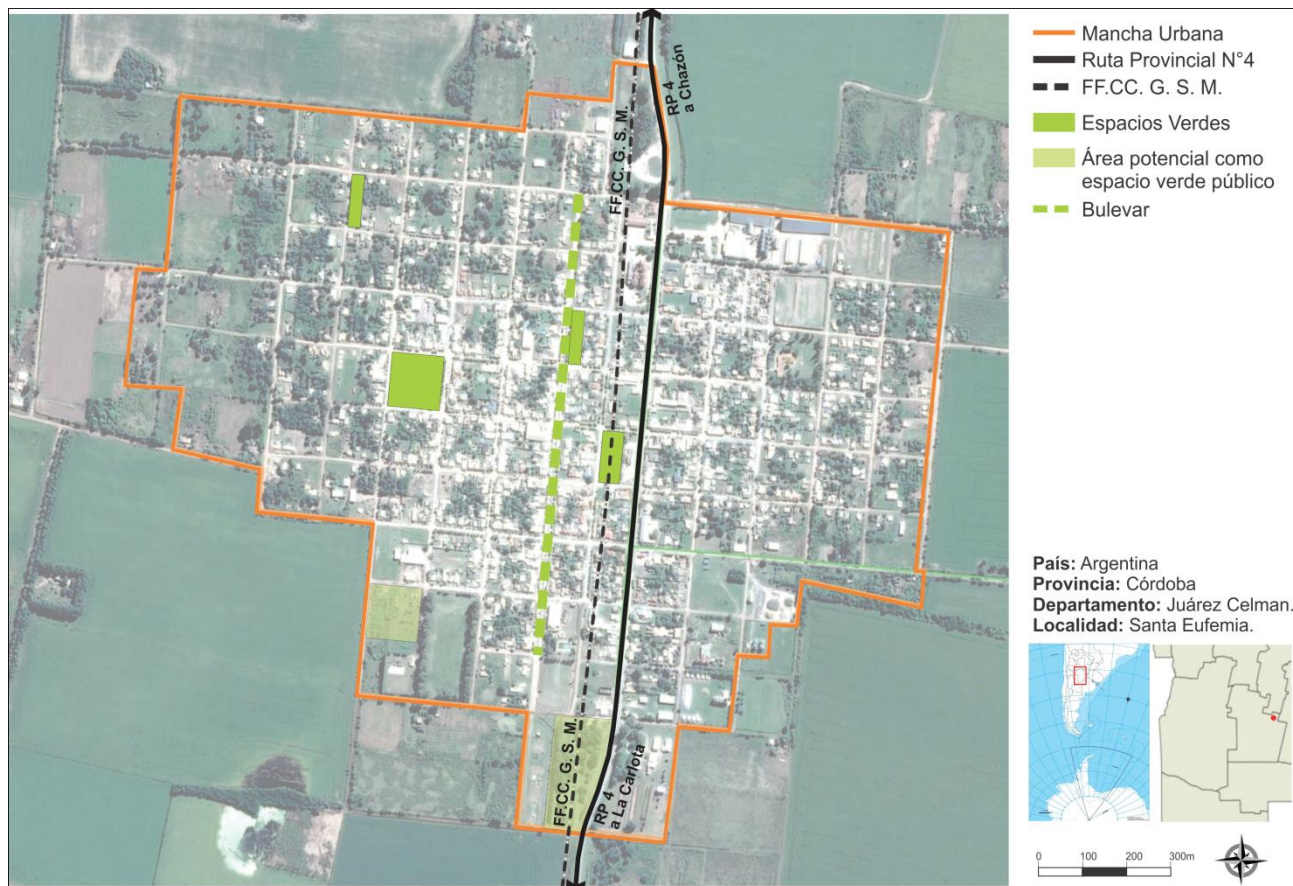 RP 4
a Chazón
FF.CC. G. S. M.
FF.CC. G. S. M.
RP 4
a La Carlota
Mancha Urbana
Ruta Provincial N°4
FF.CC. G. S. M.
Espacios Verdes
Área potencial como
espacio verde público
Bulevar
País: Argentina
Provincia: Córdoba
Departamento: Juárez Celman.
Localidad: Santa Eufemia.
0 100 200 300m